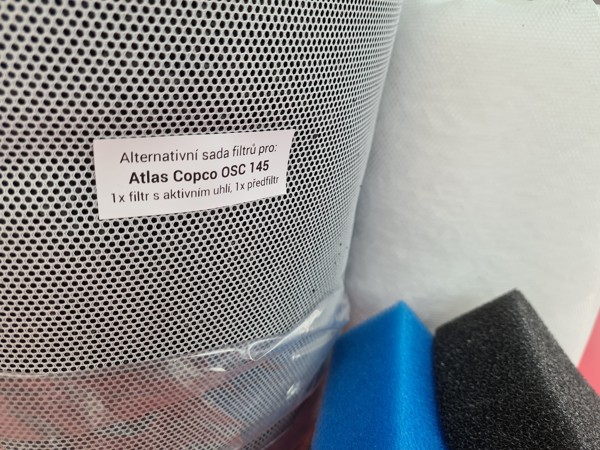 Alternativní sada filtrů pro:
Atlas Copco OSC 145
1x filtr s aktivním uhlí, 1x předfiltr